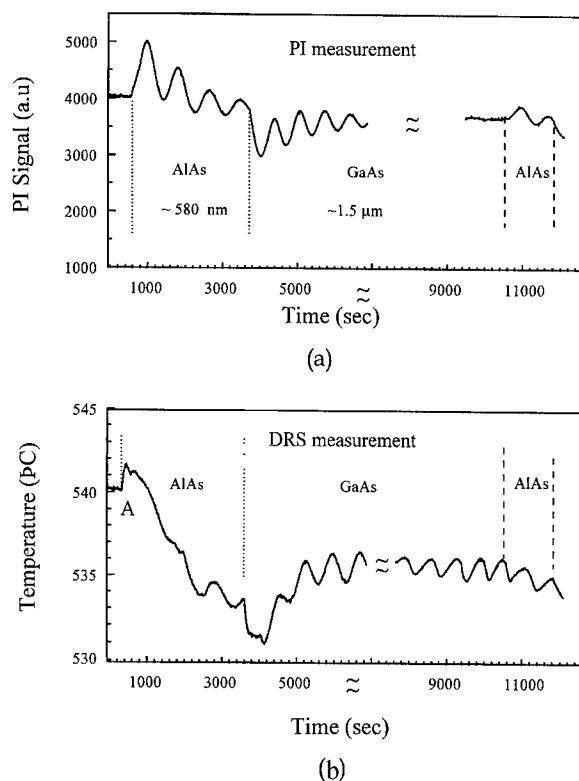 PI measurement
5000
4000
3000
2000
1000
PI Signal (a.u)
AlAs
GaAs
AlAs
~ 580 nm
~1.5 μm
≈
≈
1000 3000 5000 9000 11000
Time (sec)
(a)
545
540
535
530
Temperature (ÞC)
DRS measurement
A
AlAs
GaAs
AlAs
≈
≈
1000 3000 5000 9000 11000
Time (sec)
(b)